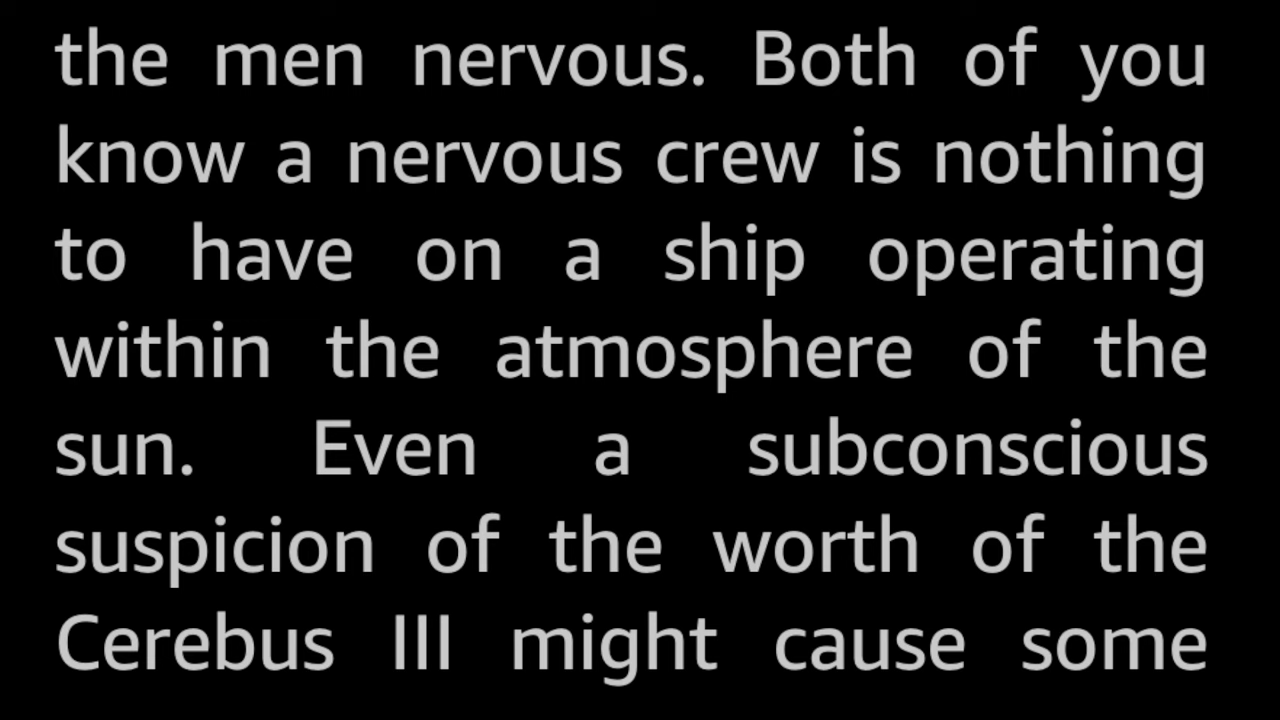 the men nervous. Both of you
know a nervous crew is nothing
to have on a ship operating
within the atmosphere of the
sun. Even a subconscious
suspicion of the worth of the
Cerebus III might cause some